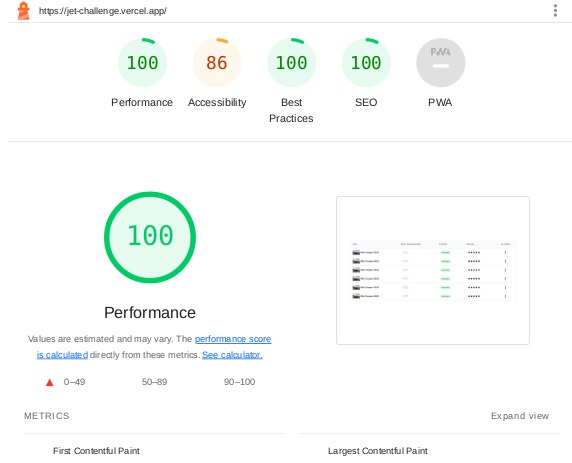 https://jet-challenge.vercel.app/
100 86 100 100 PWA
Performance Accessibility Best Practices SEO PWA
100
Performance
Values are estimated and may vary. The performance score
is calculated directly from these metrics. See calculator.
0–49 50–89 90–100
METRICS Expand view
First Contentful Paint Largest Contentful Paint